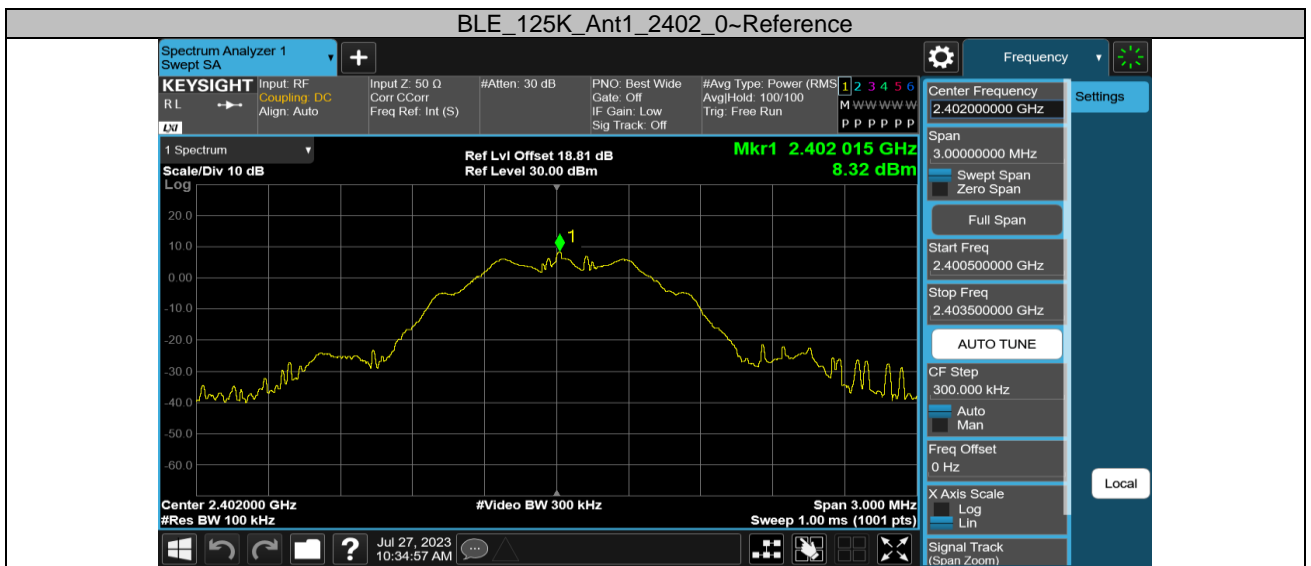 BLE_125K_Ant1_2402_0~Reference
Spectrum Analyzer 1
Swept SA
Frequency
KEYSIGHT
RL
LXI
Input: RF
Coupling: DC
Align: Auto
Input Z: 50 Ω
Corr CCorr
Freq Ref: Int (S)
#Atten: 30 dB
PNO: Best Wide
Gate: Off
IF Gain: Low
Sig Track: Off
#Avg Type: Power (RMS
Avg|Hold: 100/100
Trig: Free Run
1 2 3 4 5 6
M W W W W W
P P P P P P
1 Spectrum
Scale/Div 10 dB
Log
Ref Lvl Offset 18.81 dB
Ref Level 30.00 dBm
Mkr1 2.402 015 GHz
8.32 dBm
1
20.0
10.0
0.00
-10.0
-20.0
-30.0
-40.0
-50.0
-60.0
Center 2.402000 GHz
#Res BW 100 kHz
#Video BW 300 kHz
Span 3.000 MHz
Sweep 1.00 ms (1001 pts)
Jul 27, 2023
10:34:57 AM
Center Frequency
2.402000000 GHz
Span
3.00000000 MHz
Swept Span
Zero Span
Full Span
Start Freq
2.400500000 GHz
Stop Freq
2.403500000 GHz
AUTO TUNE
CF Step
300.000 kHz
Auto
Man
Freq Offset
0 Hz
X Axis Scale
Log
Lin
Signal Track
(Span Zoom)
Settings
Local